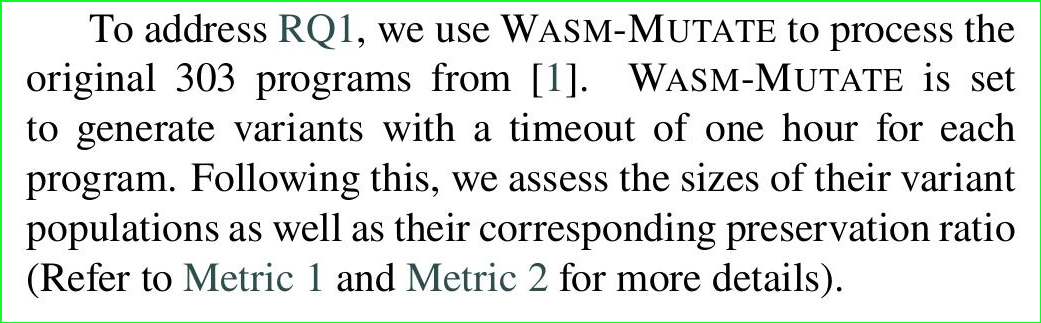 To address RQ1, we use WASM-MUTATE to process the
original 303 programs from [1]. WASM-MUTATE is set
to generate variants with a timeout of one hour for each
program. Following this, we assess the sizes of their variant
populations as well as their corresponding preservation ratio
(Refer to Metric 1 and Metric 2 for more details).